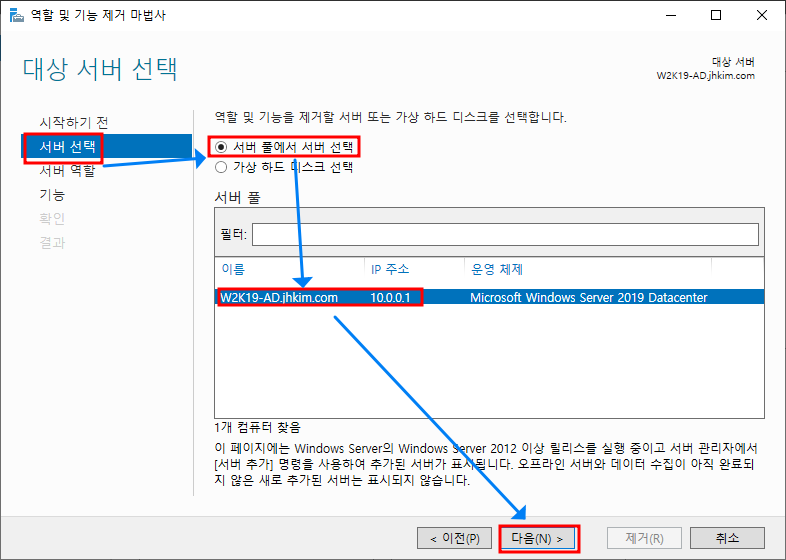 역할 및 기능 제거 마법사
대상 서버 선택
대상 서버
W2K19-AD.jhkim.com
시작하기 전
서버 선택
서버 역할
기능
확인
결과
역할 및 기능을 제거할 서버 또는 가상 하드 디스크를 선택합니다.
서버 풀에서 서버 선택
가상 하드 디스크 선택
서버 풀
필터:
이름 IP 주소 운영 체제
W2K19-AD.jhkim.com 10.0.0.1 Microsoft Windows Server 2019 Datacenter
1개 컴퓨터 찾음
이 페이지에는 Windows Server의 Windows Server 2012 이상 릴리스를 실행 중이고 서버 관리자에서
[서버 추가] 명령을 사용하여 추가된 서버가 표시됩니다. 오프라인 서버와 데이터 수집이 아직 완료되
지 않은 새로 추가된 서버는 표시되지 않습니다.
< 이전(P) 다음(N) > 제거(R) 취소